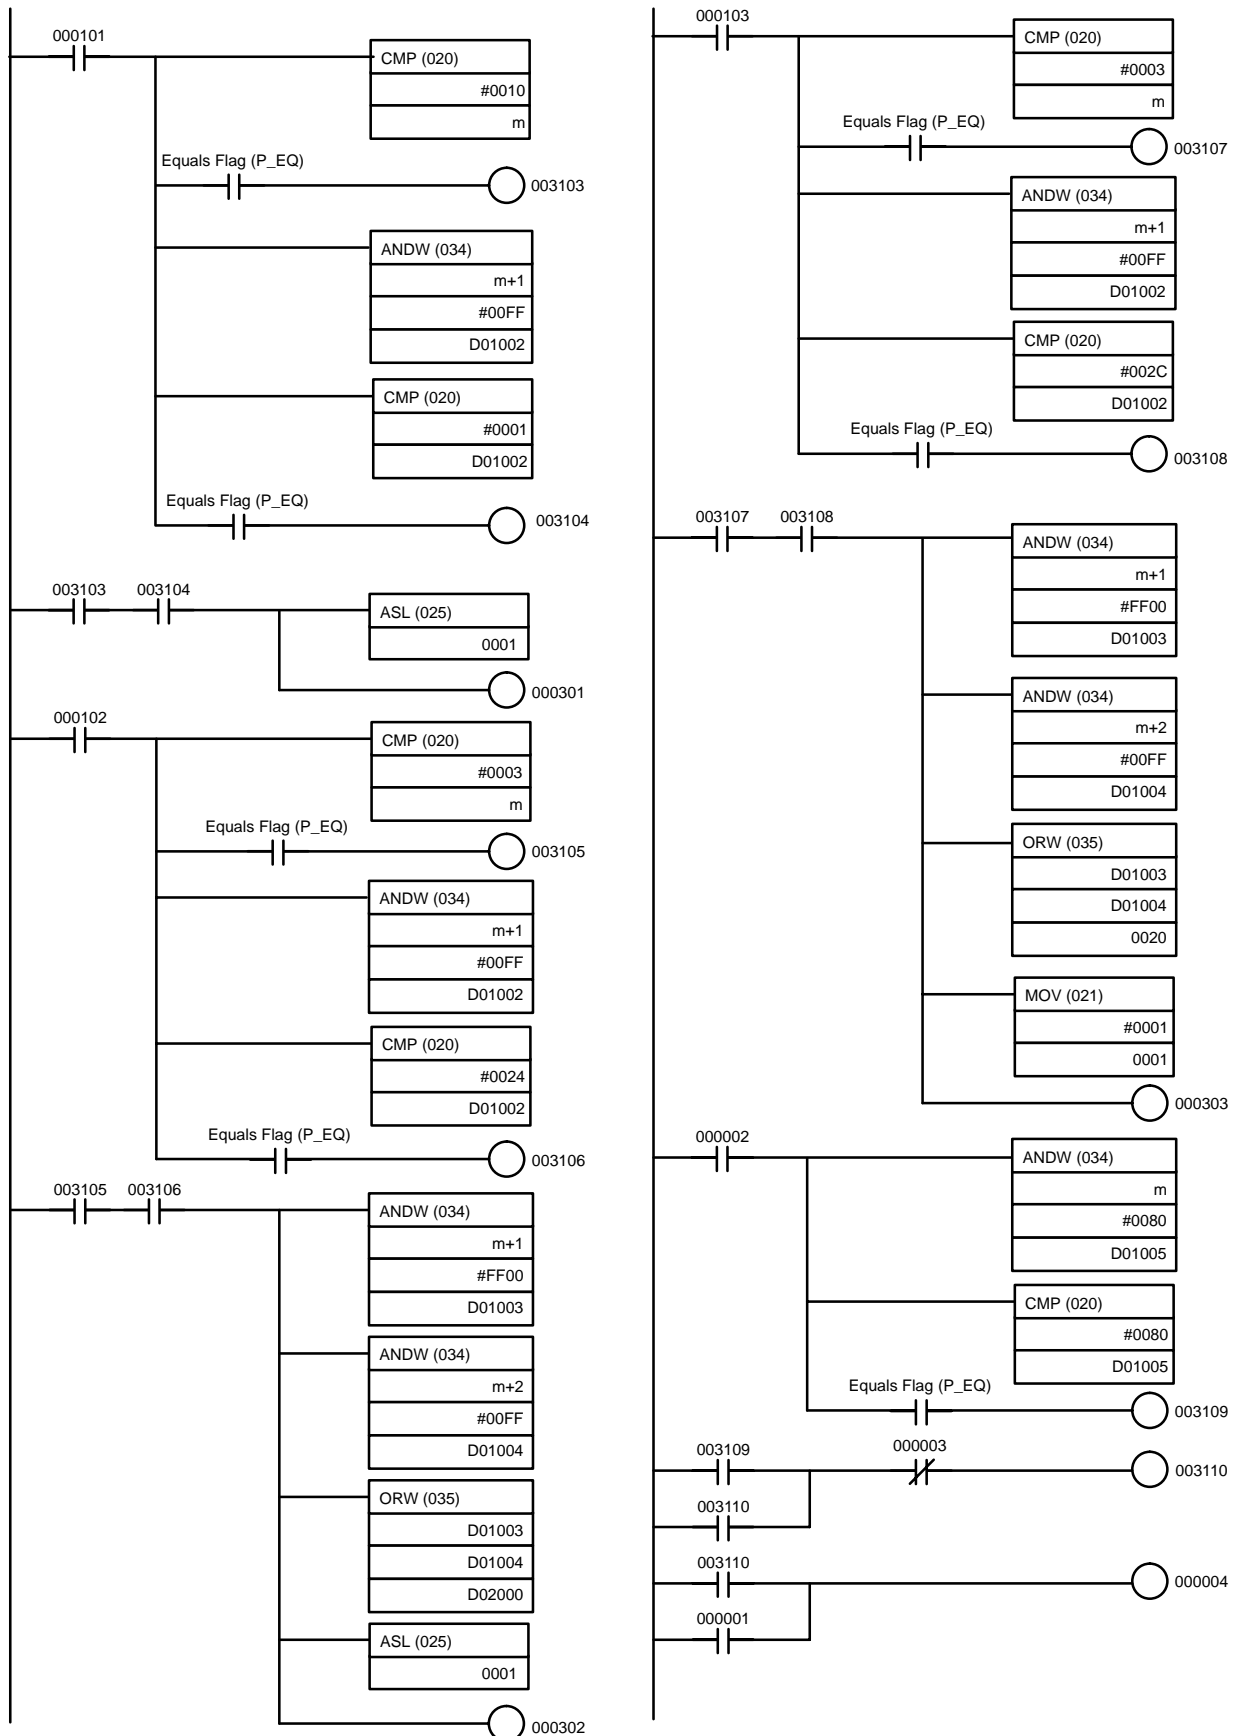 000101
CMP (020)
#0010
m
Equals Flag (P_EQ)
003103
ANDW (034)
m+1
#00FF
D01002
CMP (020)
#0001
D01002
Equals Flag (P_EQ)
003104
003103 003104
ASL (025)
0001
000301
000102
CMP (020)
#0003
m
Equals Flag (P_EQ)
003105
ANDW (034)
m+1
#00FF
D01002
CMP (020)
#0024
D01002
Equals Flag (P_EQ)
003106
003105 003106
ANDW (034)
m+1
#FF00
D01003
ANDW (034)
m+2
#00FF
D01004
ORW (035)
D01003
D01004
D02000
ASL (025)
0001
000302
000103
CMP (020)
#0003
m
Equals Flag (P_EQ)
003107
ANDW (034)
m+1
#00FF
D01002
CMP (020)
#002C
D01002
Equals Flag (P_EQ)
003108
003107 003108
ANDW (034)
m+1
#FF00
D01003
ANDW (034)
m+2
#00FF
D01004
ORW (035)
D01003
D01004
0020
MOV (021)
#0001
0001
000303
000002
ANDW (034)
m
#0080
D01005
CMP (020)
#0080
D01005
Equals Flag (P_EQ)
003109
003109 000003
003110
003110
003110
000004
000001